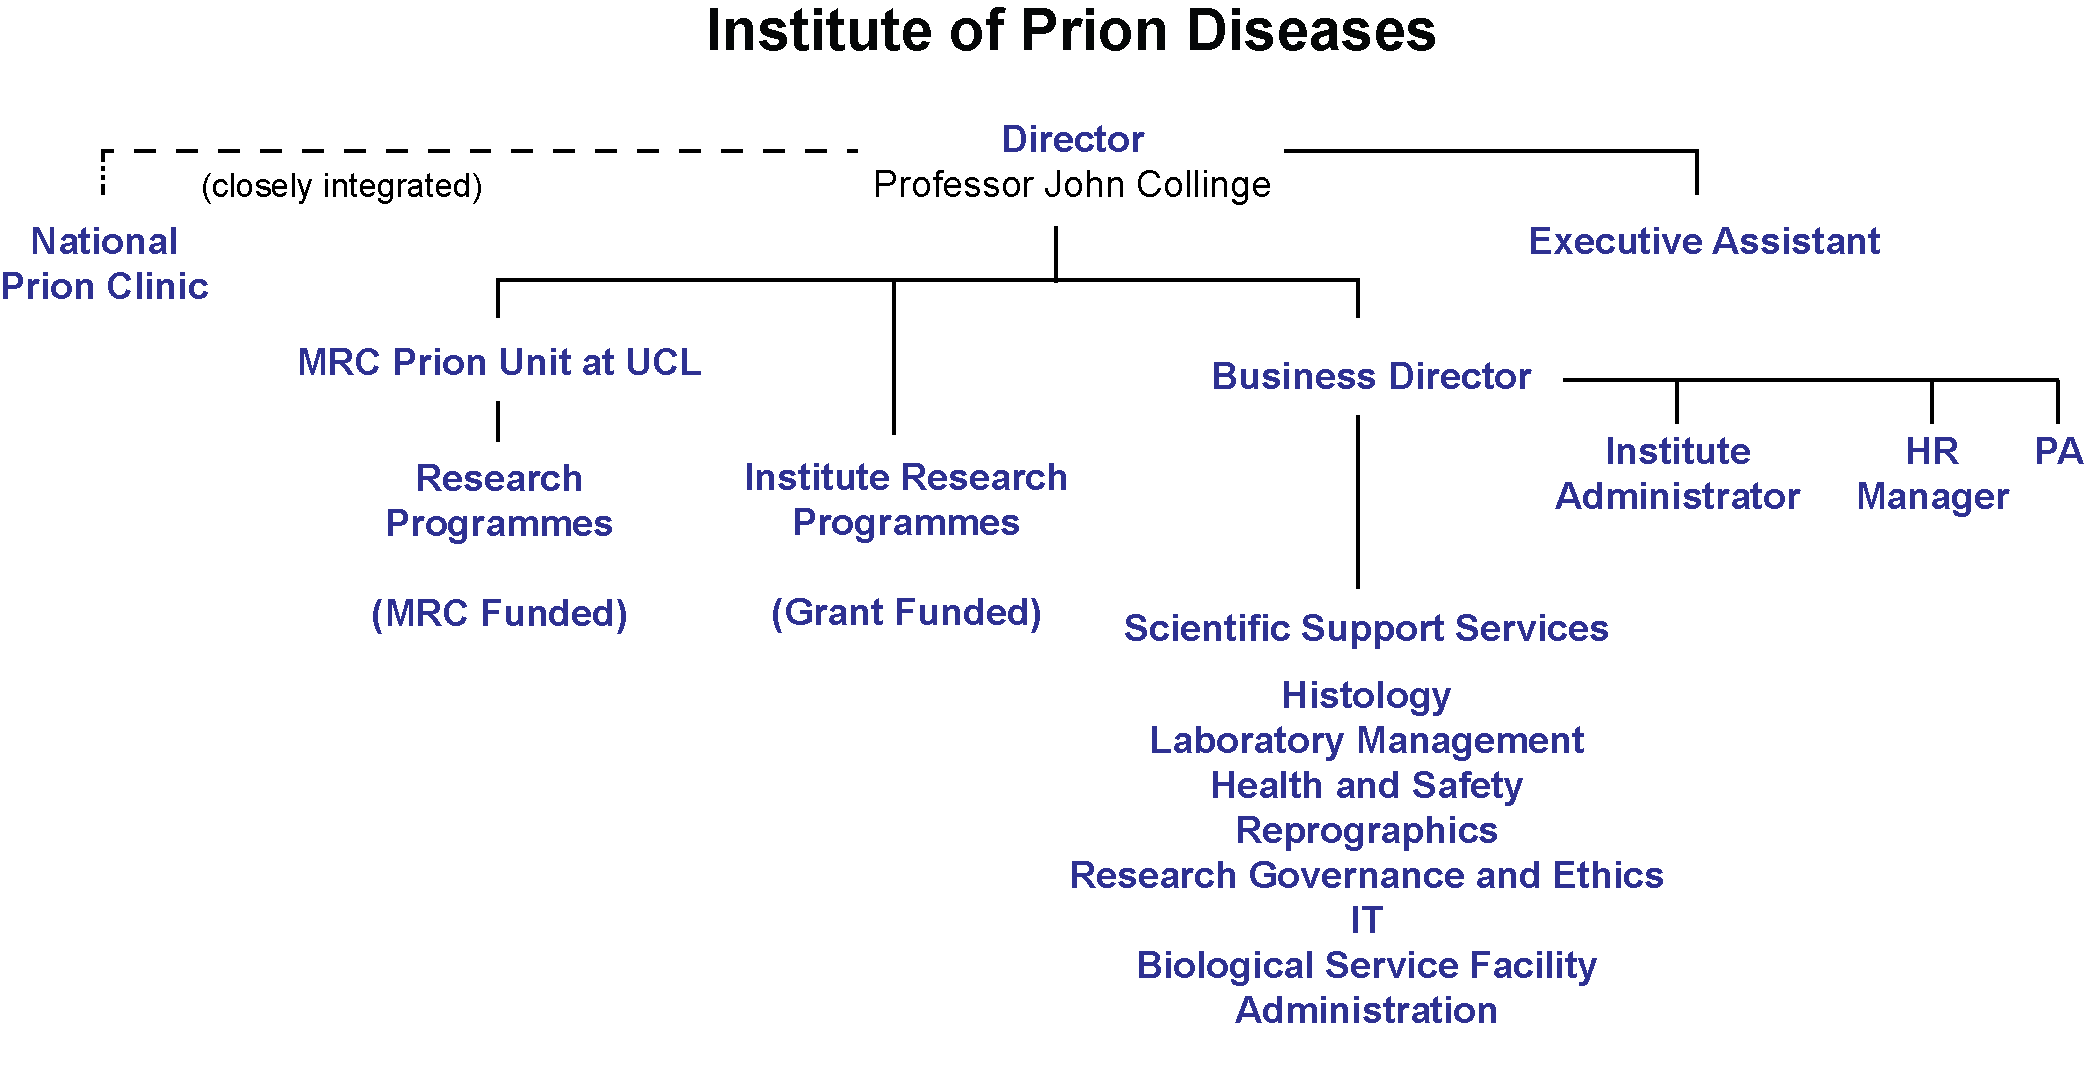 Institute of Prion Diseases
Director
Professor John Collinge
(closely integrated)
National
Prion Clinic
Executive Assistant
MRC Prion Unit at UCL
Business Director
Research
Programmes
(MRC Funded)
Institute Research
Programmes
(Grant Funded)
Institute
Administrator
HR
Manager
PA
Scientific Support Services
Histology
Laboratory Management
Health and Safety
Reprographics
Research Governance and Ethics
IT
Biological Service Facility
Administration